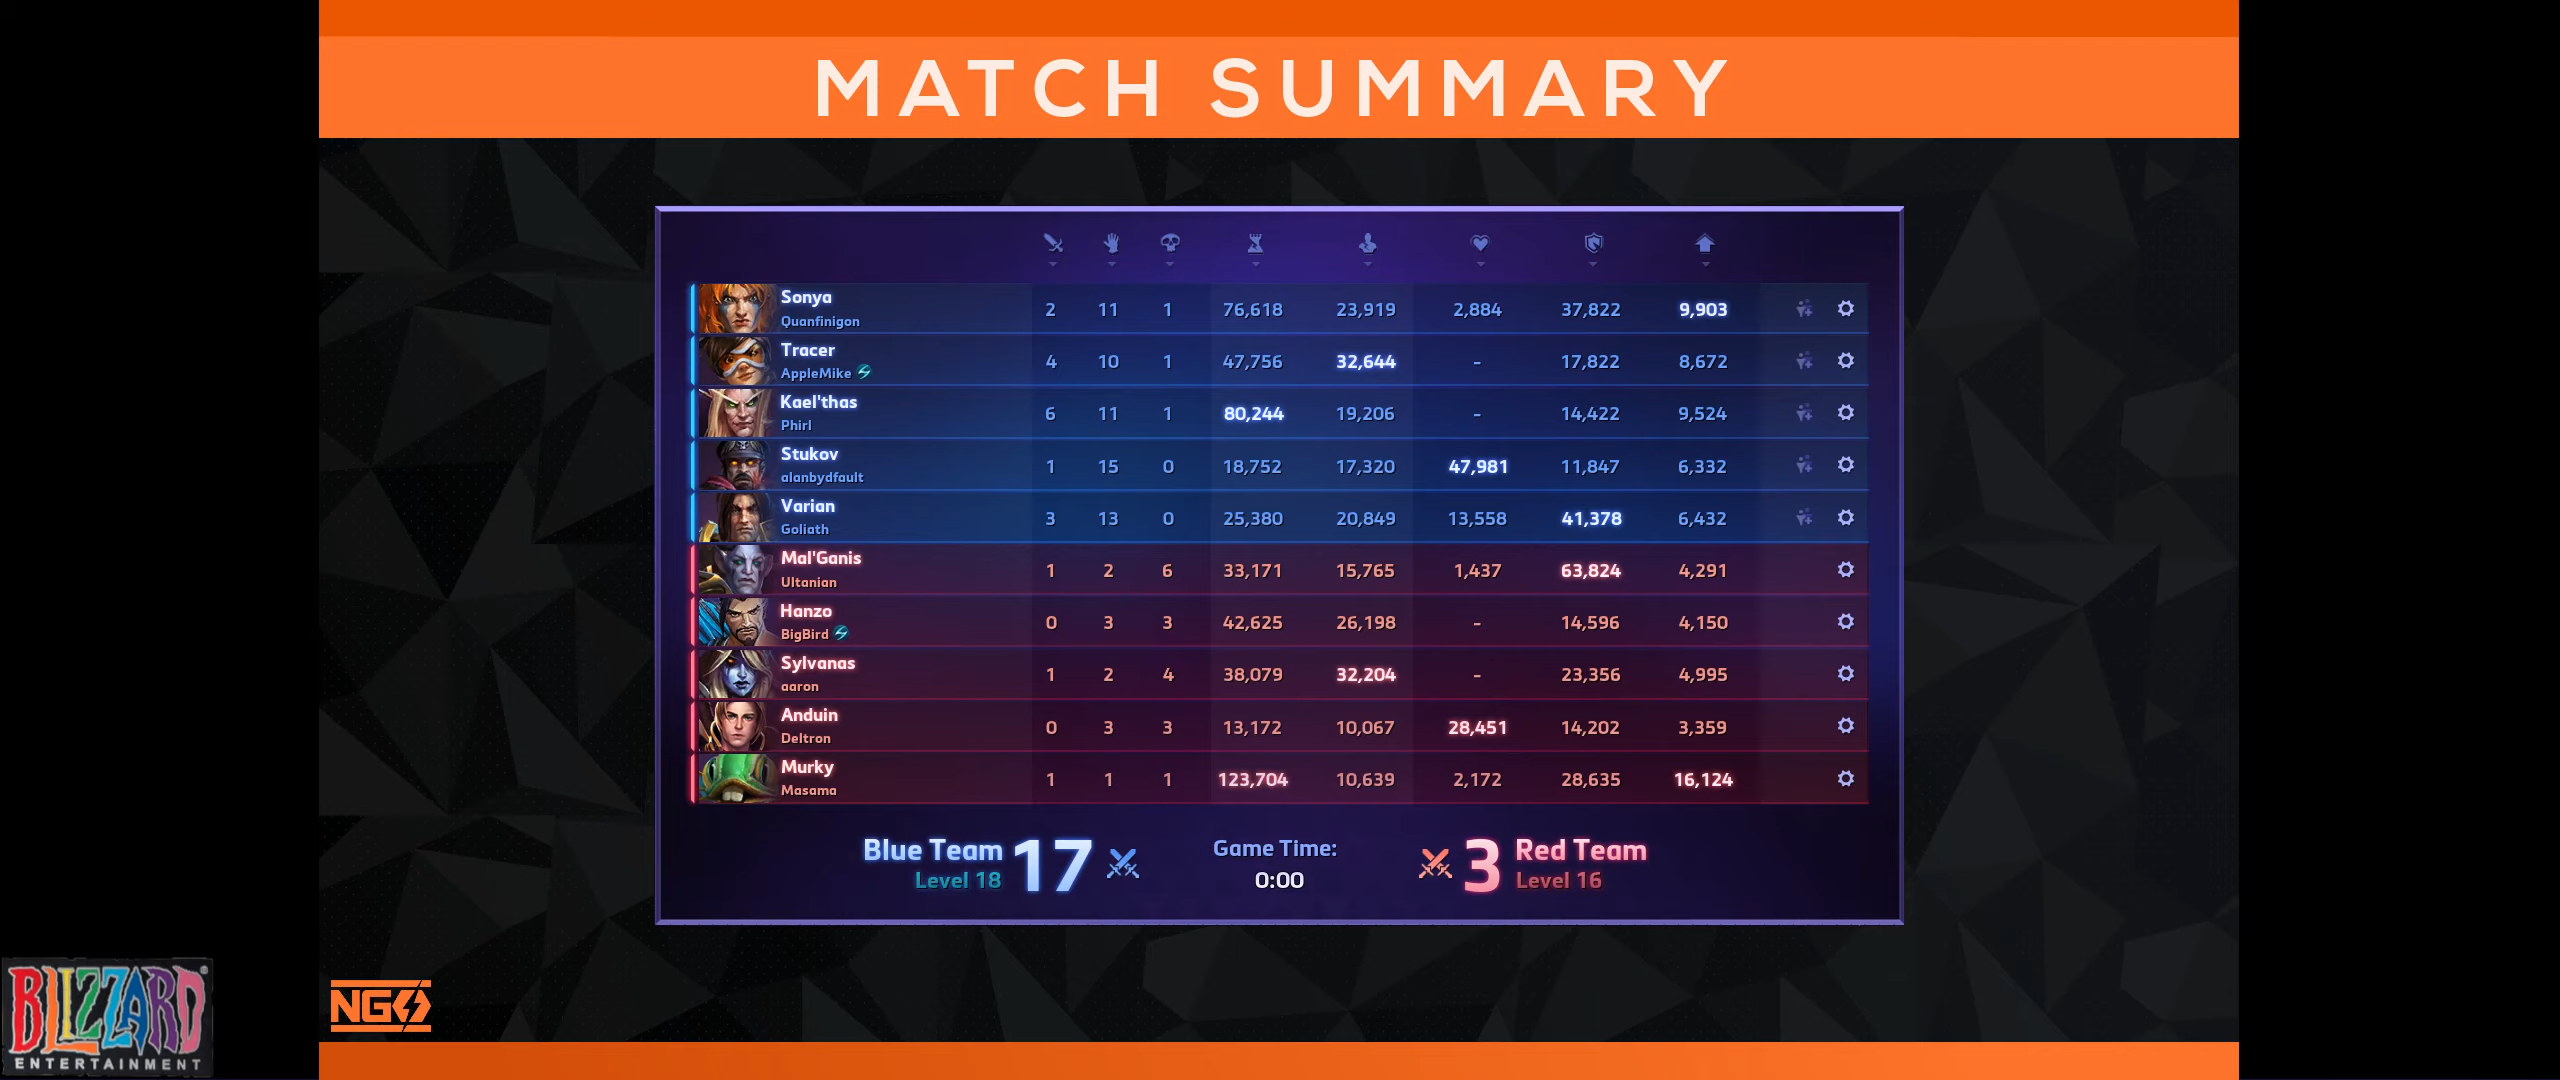 MATCH SUMMARY
Sonya
Quanfinigon
2 11 1 76,618 23,919 2,884 37,822 9,903
Tracer
AppleMike
4 10 1 47,756 32,644 - 17,822 8,672
Kael'thas
Phirl
6 11 1 80,244 19,206 - 14,422 9,524
Stukov
alanbydfault
1 15 0 18,752 17,320 47,981 11,847 6,332
Varian
Goliath
3 13 0 25,380 20,849 13,558 41,378 6,432
Mal'Ganis
Ultanian
1 2 6 33,171 15,765 1,437 63,824 4,291
Hanzo
BigBird
0 3 3 42,625 26,198 - 14,596 4,150
Sylvanas
aaron
1 2 4 38,079 32,204 - 23,356 4,995
Anduin
Deltron
0 3 3 13,172 10,067 28,451 14,202 3,359
Murky
Masama
1 1 1 123,704 10,639 2,172 28,635 16,124
Blue Team 17
Level 18
Game Time:
0:00
3 Red Team
Level 16
BLIZZARD®
ENTERTAINMENT
NGS